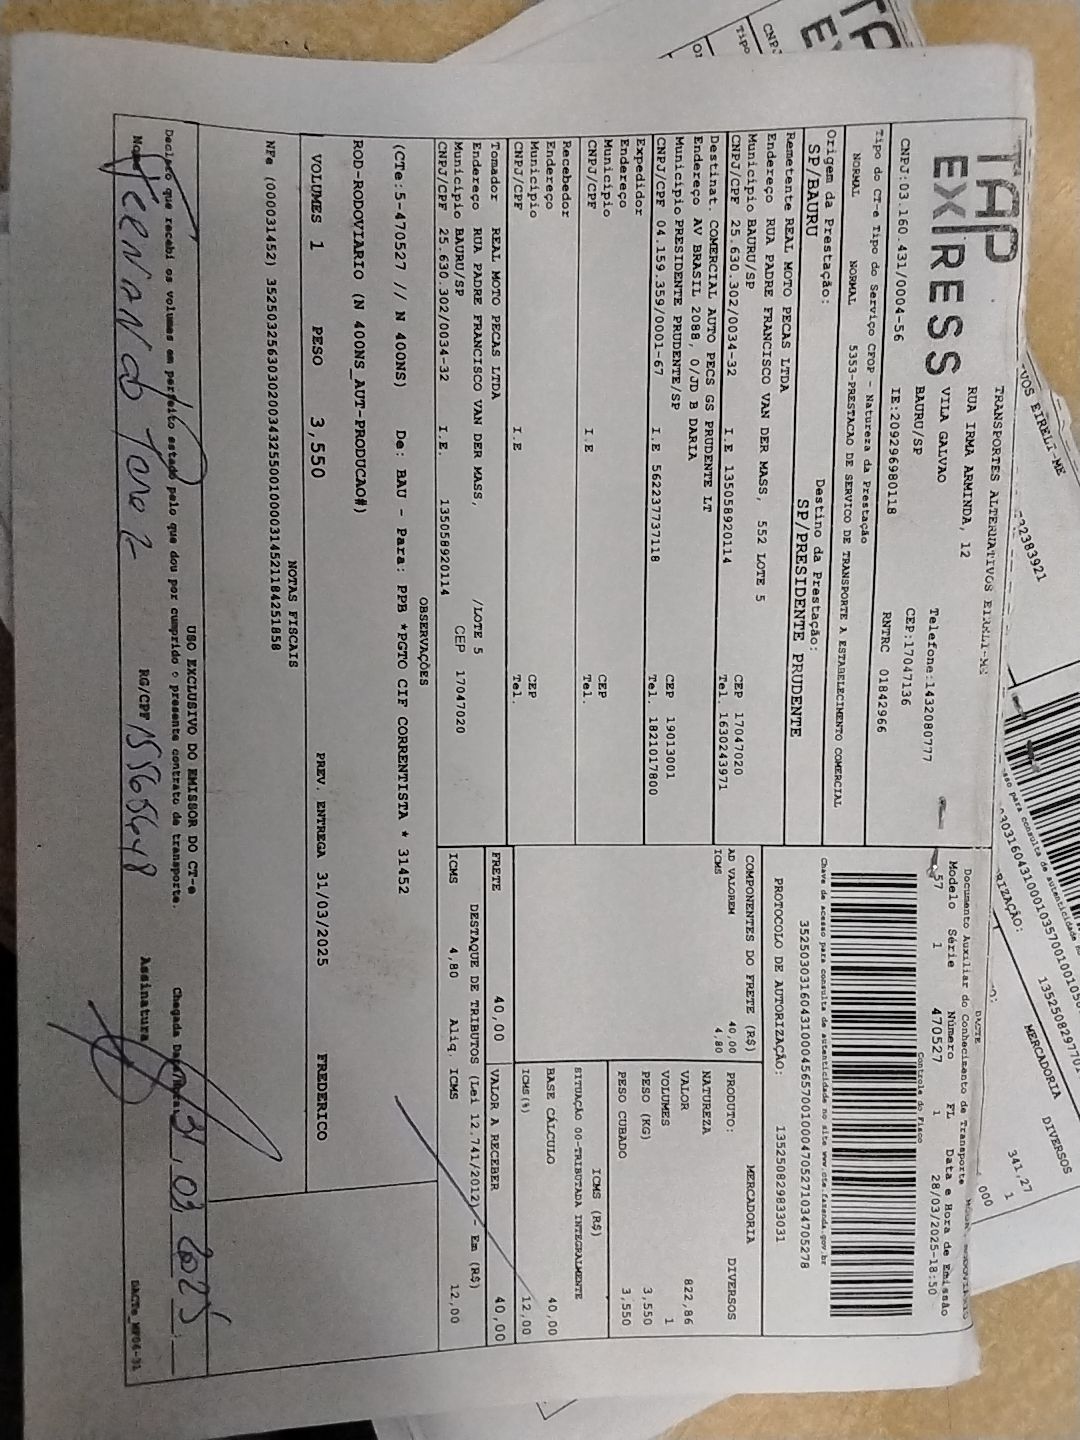 TAP
EXPRESS
TRANSPORTES ALTERNATIVOS EIRELI-ME
RUA IRMA ARMINDA, 12
VILA GALVAO
BAURU/SP
Telefone:1432080777
CEP:17047136
CNPJ:03.160.431/0004-56 IE:209296980118 RNTRC 01842966
Tipo do CT-e Tipo do Serviço CFOP - Natureza da Prestação
NORMAL NORMAL 5353-PRESTACAO DE SERVICO DE TRANSPORTE A ESTABELECIMENTO COMERCIAL
Origem da Prestação: Destino da Prestação:
SP/BAURU SP/PRESIDENTE PRUDENTE
Remetente REAL MOTO PECAS LTDA
Endereço RUA PADRE FRANCISCO VAN DER MASS, 552 LOTE 5
Município BAURU/SP CEP 17047020
CNPJ/CPF 25.630.302/0034-32 I.E 135058920114 Tel. 1630243971
Destinat. COMERCIAL AUTO PECS GS PRUDENTE LT
Endereço AV BRASIL 2088, 0/JD B DARIA
Município PRESIDENTE PRUDENTE/SP CEP 19013001
CNPJ/CPF 04.159.359/0001-67 I.E 562237737118 Tel. 1821017800
Expedidor
Endereço
Município CEP
CNPJ/CPF I.E Tel.
Recebedor
Endereço
Município CEP
CNPJ/CPF I.E Tel.
Tomador REAL MOTO PECAS LTDA
Endereço RUA PADRE FRANCISCO VAN DER MASS, /LOTE 5
Município BAURU/SP CEP 17047020
CNPJ/CPF 25.630.302/0034-32 I.E. 135058920114
Documento Auxiliar do Conhecimento de Transporte
DACTE
Modelo Série Número FL Data e Hora de Emissão
57 1 470527 1 28/03/2025-18:50
Controle do Fisco
Chave de acesso para consulta de autenticidade no site www.cte.fazenda.gov.br
35250303160431000456570010004705271034705278
PROTOCOLO DE AUTORIZAÇÃO: 135250829833031
COMPONENTES DO FRETE (R$)
AD VALOREM 40,00
ICMS 4,80
FRETE 40,00
PRODUTO: MERCADORIA
NATUREZA DIVERSOS
VALOR 822,86
VOLUMES 1
PESO (KG) 3,550
PESO CUBADO 3,550
ICMS (R$)
SITUAÇÃO 00-TRIBUTADA INTEGRALMENTE
BASE CÁLCULO 40,00
ICMS(%) 12,00
VALOR A RECEBER 40,00
DESTAQUE DE TRIBUTOS (Lei 12.741/2012) - Em (R$)
ICMS 4,80 Aliq. ICMS 12,00
OBSERVAÇÕES
(CTe:5-470527 // N 400NS) De: BAU - Para: PPB *PGTO CIF CORRENTISTA * 31452
ROD-RODOVIARIO (N 400NS_AUT-PRODUCAO#)
VOLUMES 1 PESO 3,550 PREV. ENTREGA 31/03/2025 FREDERICO
NOTAS FISCAIS
NFe (000031452) 35250325630302003432550010000314521184251858
USO EXCLUSIVO DO EMISSOR DO CT-e
Declaro que recebi os volumes em perfeito estado pelo que dou por cumprido o presente contrato de transporte.
Chegada Data/Hora: 31 03 2025
Nome RG/CPF 15565648 Assinatura
DACTe_MP06-01
VOS EIRELI-ME
322383921
TAP
CNPJ:
Tipo
MERCADORIA
DIVERSOS
341,27
1